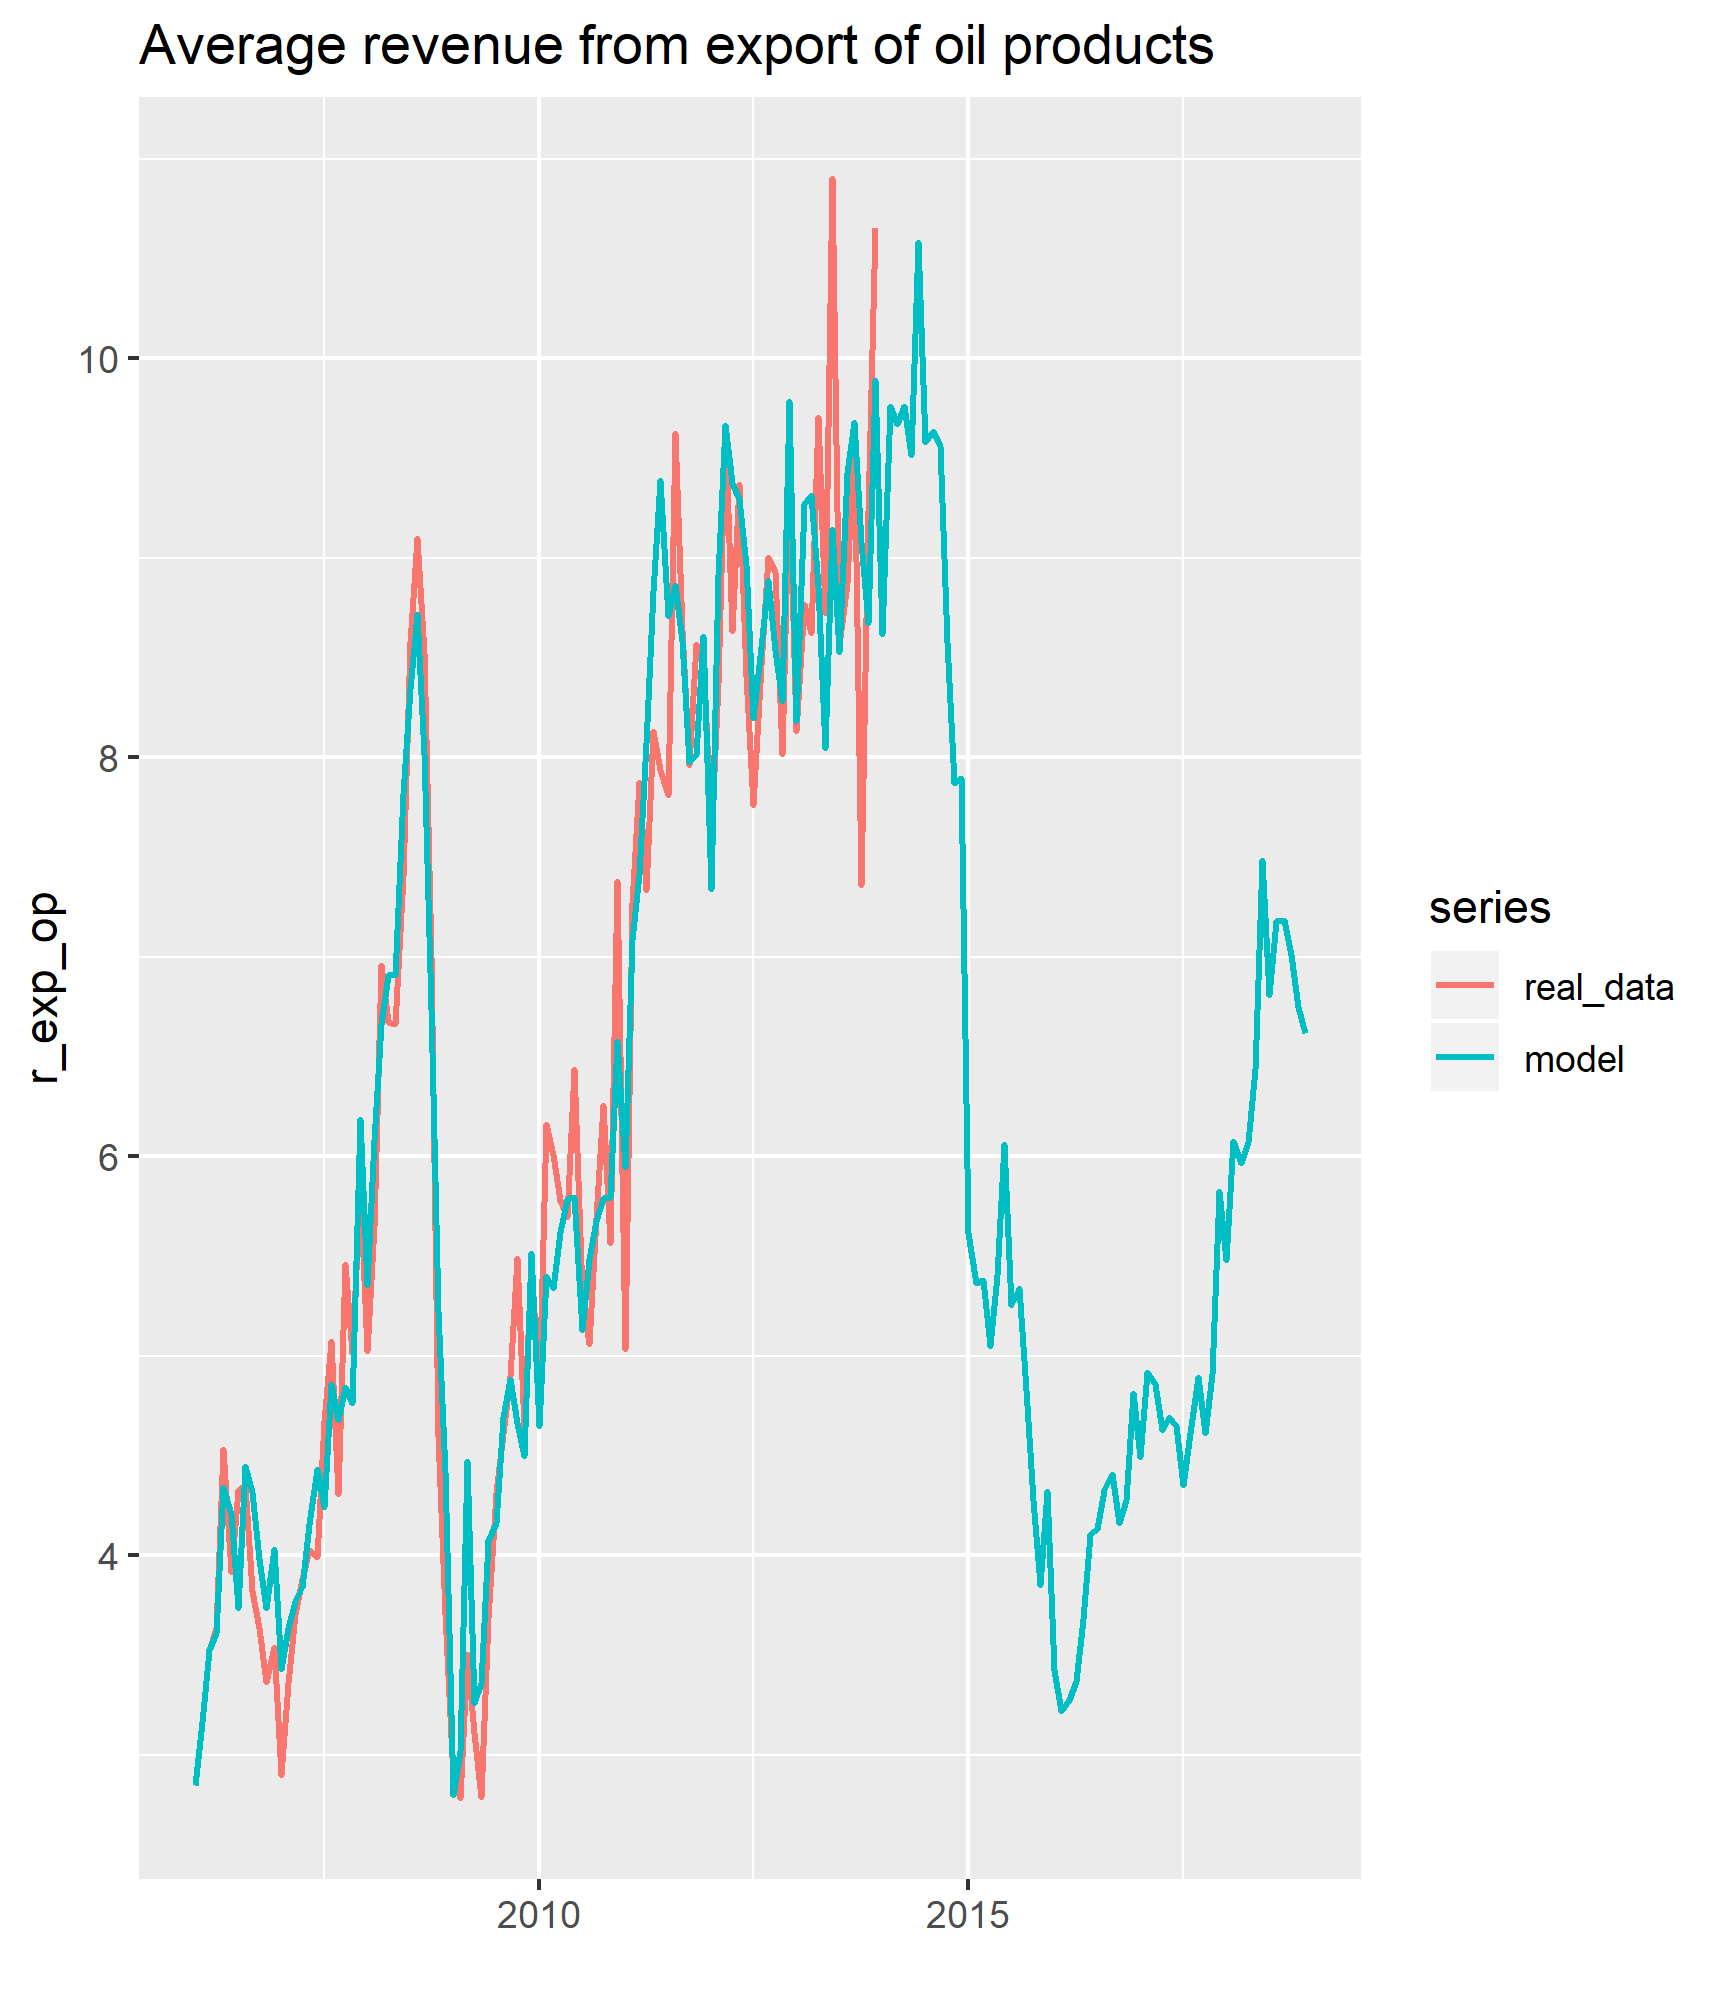 Average revenue from export of oil products
r_exp_op
10
8
6
4
2010
2015
series
real_data
model